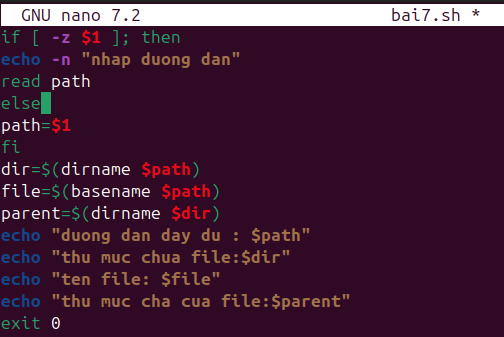 GNU nano 7.2 bai7.sh *
if [ -z $1 ]; then
echo -n "nhap duong dan"
read path
else
path=$1
fi
dir=$(dirname $path)
file=$(basename $path)
parent=$(dirname $dir)
echo "duong dan day du : $path"
echo "thu muc chua file:$dir"
echo "ten file: $file"
echo "thu muc cha cua file:$parent"
exit 0